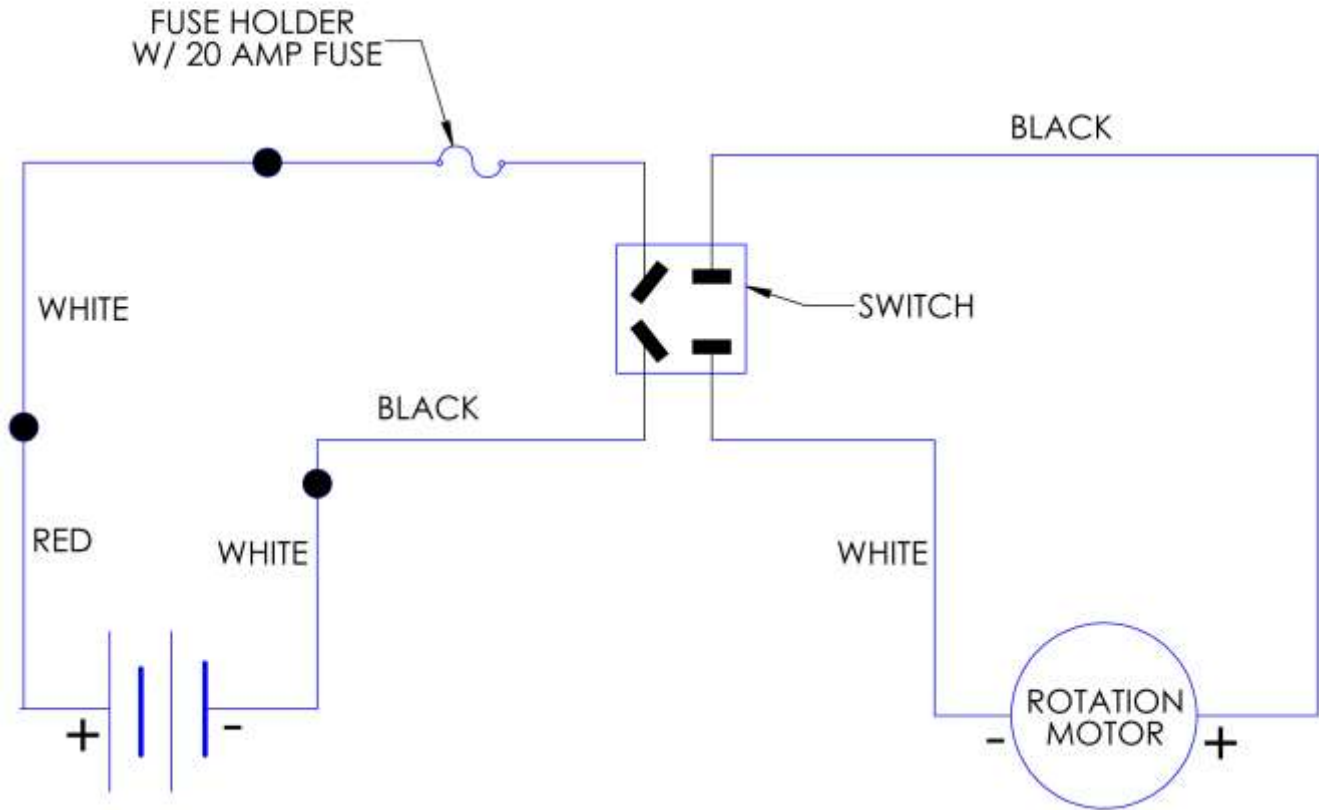 FUSE HOLDER
W/ 20 AMP FUSE
BLACK
WHITE
SWITCH
BLACK
RED
WHITE
WHITE
ROTATION
MOTOR
+
-
-
+